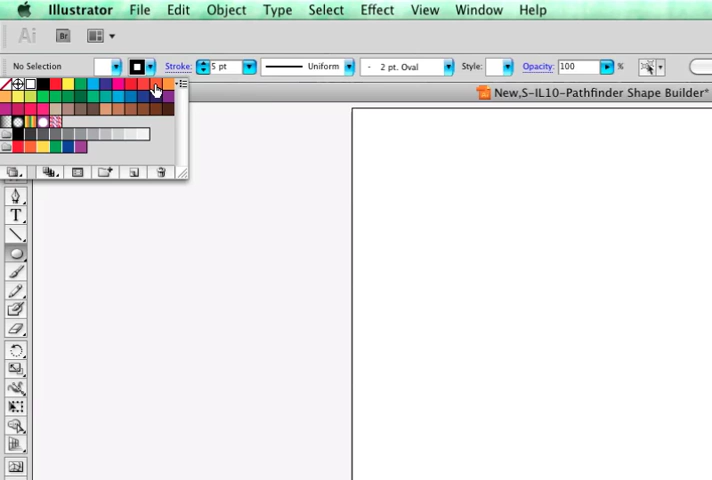 Illustrator File Edit Object Type Select Effect View Window Help
Ai Br
No Selection Stroke: 5 pt Uniform 2 pt. Oval Style: Opacity: 100 %
New,S-IL10-Pathfinder Shape Builder*
T